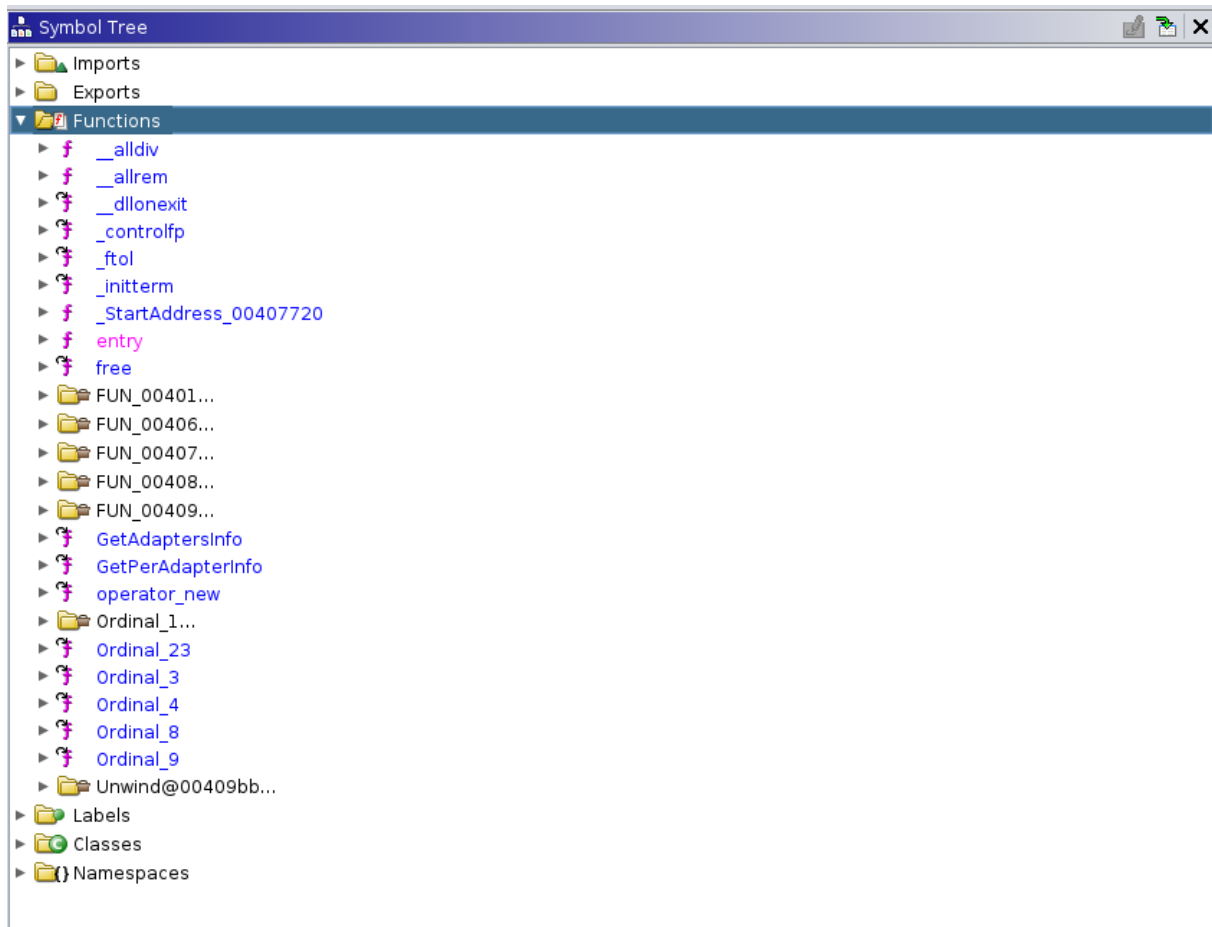 Symbol Tree
Imports
Exports
Functions
__alldiv
__allrem
__dllonexit
_controlfp
_ftol
_initterm
_StartAddress_00407720
entry
free
FUN_00401...
FUN_00406...
FUN_00407...
FUN_00408...
FUN_00409...
GetAdaptersInfo
GetPerAdapterInfo
operator_new
Ordinal_1...
Ordinal_23
Ordinal_3
Ordinal_4
Ordinal_8
Ordinal_9
Unwind@00409bb...
Labels
Classes
Namespaces